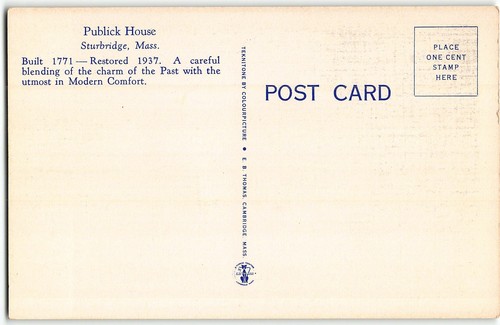 Publick House
Sturbridge, Mass.
Built 1771 — Restored 1937. A careful
blending of the charm of the Past with the
utmost in Modern Comfort.
TEKNITONE BY COLOURPICTURE • E. B. THOMAS, CAMBRIDGE, MASS.
POST CARD
PLACE
ONE CENT
STAMP
HERE